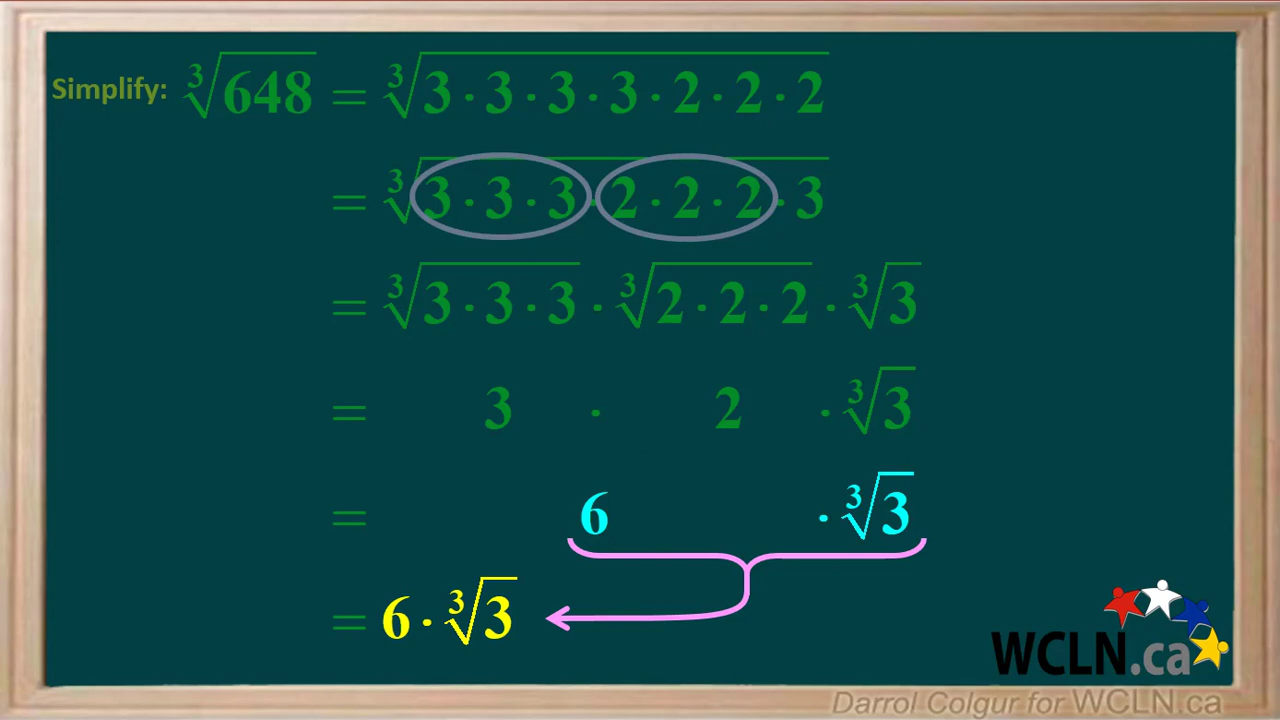 Simplify: ∛648 = ∛3·3·3·3·2·2·2
= ∛3·3·3·2·2·2·3
= ∛3·3·3 · ∛2·2·2 · ∛3
= 3 · 2 · ∛3
= 6 · ∛3
= 6 · ∛3
WCLN.ca
Darrol Colgur for WCLN.ca